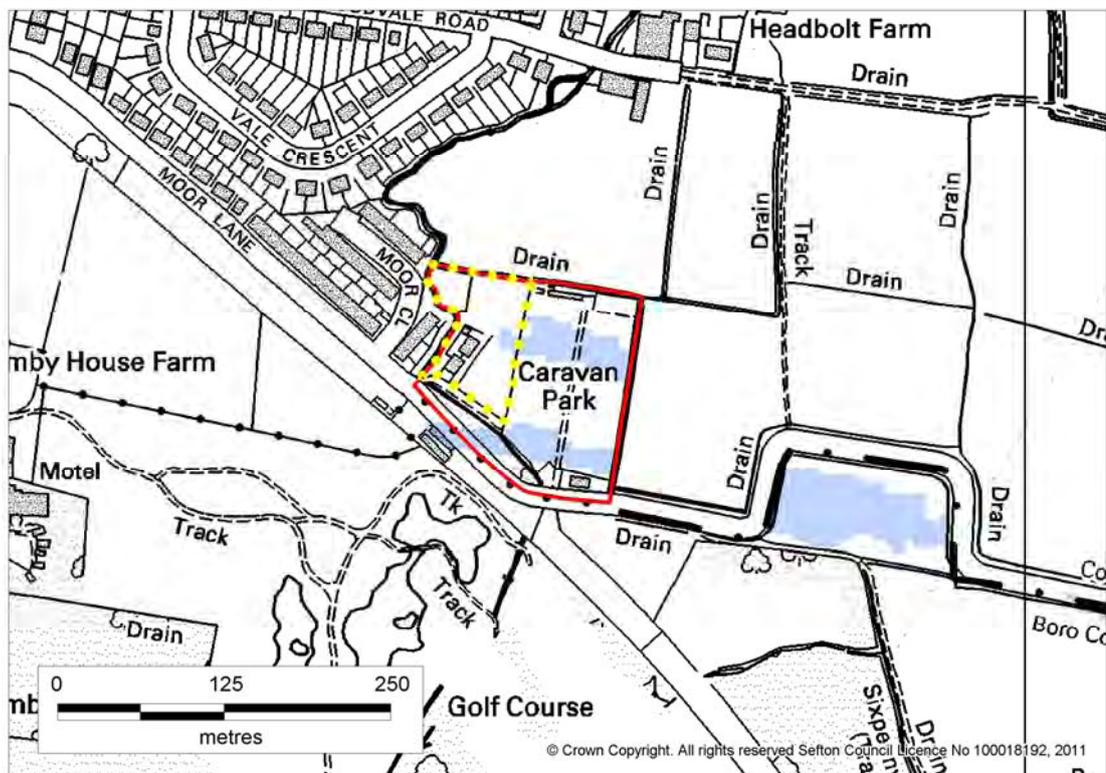 VALE ROAD
Headbolt Farm
Drain
VALE CRESCENT
Drain
Drain
Drain
MOOR LANE
Track
MOOR CL
Drain
Drain
mby House Farm
Caravan
Park
Motel
Drain
Drain
Tk
Track
Drain
Track
Co
Boro Co
Drain
0 125 250
metres
Golf Course
Drain
© Crown Copyright. All rights reserved Sefton Council Licence No 100018192, 2011